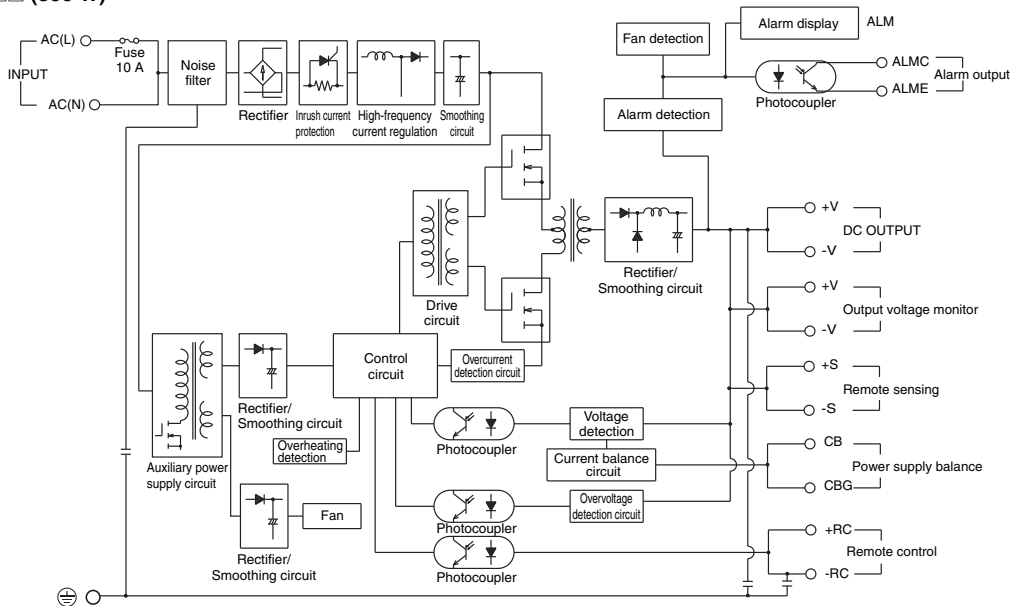 AC(L)
Fuse
10 A
INPUT
AC(N)
Noise
filter
Rectifier
Inrush current
protection
High-frequency
current regulation
Smoothing
circuit
Fan detection
Alarm display
ALM
ALMC
Alarm output
ALME
Photocoupler
Alarm detection
+V
DC OUTPUT
-V
Rectifier/
Smoothing circuit
Drive
circuit
+V
Output voltage monitor
-V
Control
circuit
Overcurrent
detection circuit
+S
Remote sensing
-S
Rectifier/
Smoothing circuit
Overheating
detection
Photocoupler
Voltage
detection
Current balance
circuit
CB
Power supply balance
CBG
Auxiliary power
supply circuit
Fan
Rectifier/
Smoothing circuit
Photocoupler
Overvoltage
detection circuit
Photocoupler
+RC
Remote control
-RC